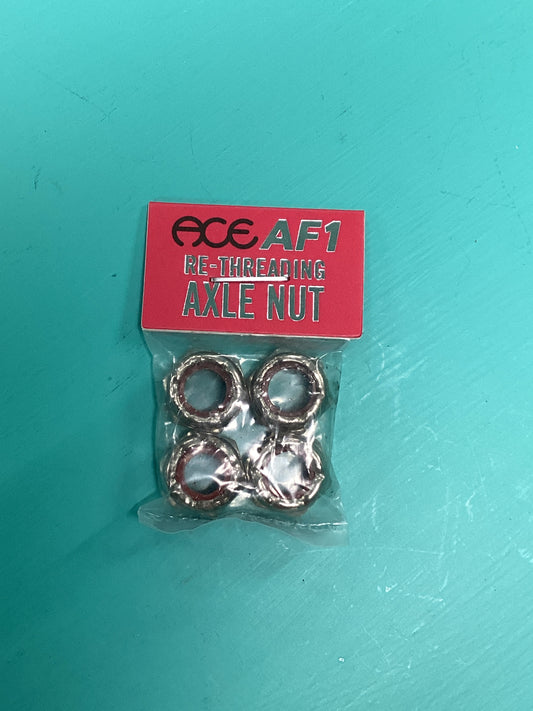 ACE AF1
RE-THREADING
AXLE NUT